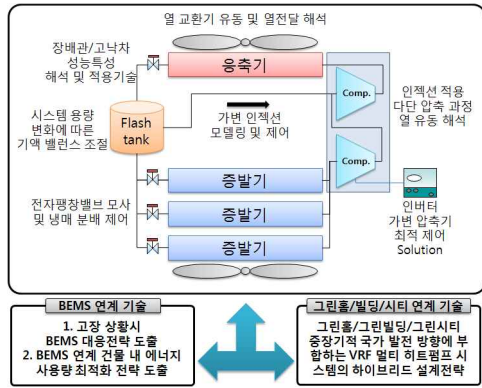 열 교환기 유동 및 열전달 해석
장배관/고낙차
성능특성
해석 및 적용기술
응축기
Comp.
인젝션 적용
다단 압축 과정
열 유동 해석
시스템 용량
변화에 따른
기액 밸런스 조절
Flash
tank
가변 인젝션
모델링 및 제어
Comp.
전자팽창밸브 모사
및 냉매 분배 제어
증발기
증발기
증발기
인버터
가변 압축기
최적 제어
Solution
BEMS 연계 기술
1. 고장 상황시
BEMS 대응전략 도출
2. BEMS 연계 건물 내 에너지
사용량 최적화 전략 도출
그린홈/빌딩/시티 연계 기술
그린홈/그린빌딩/그린시티
중장기적 국가 발전 방향에 부
합하는 VRF 멀티 히트펌프 시
스템의 하이브리드 설계전략